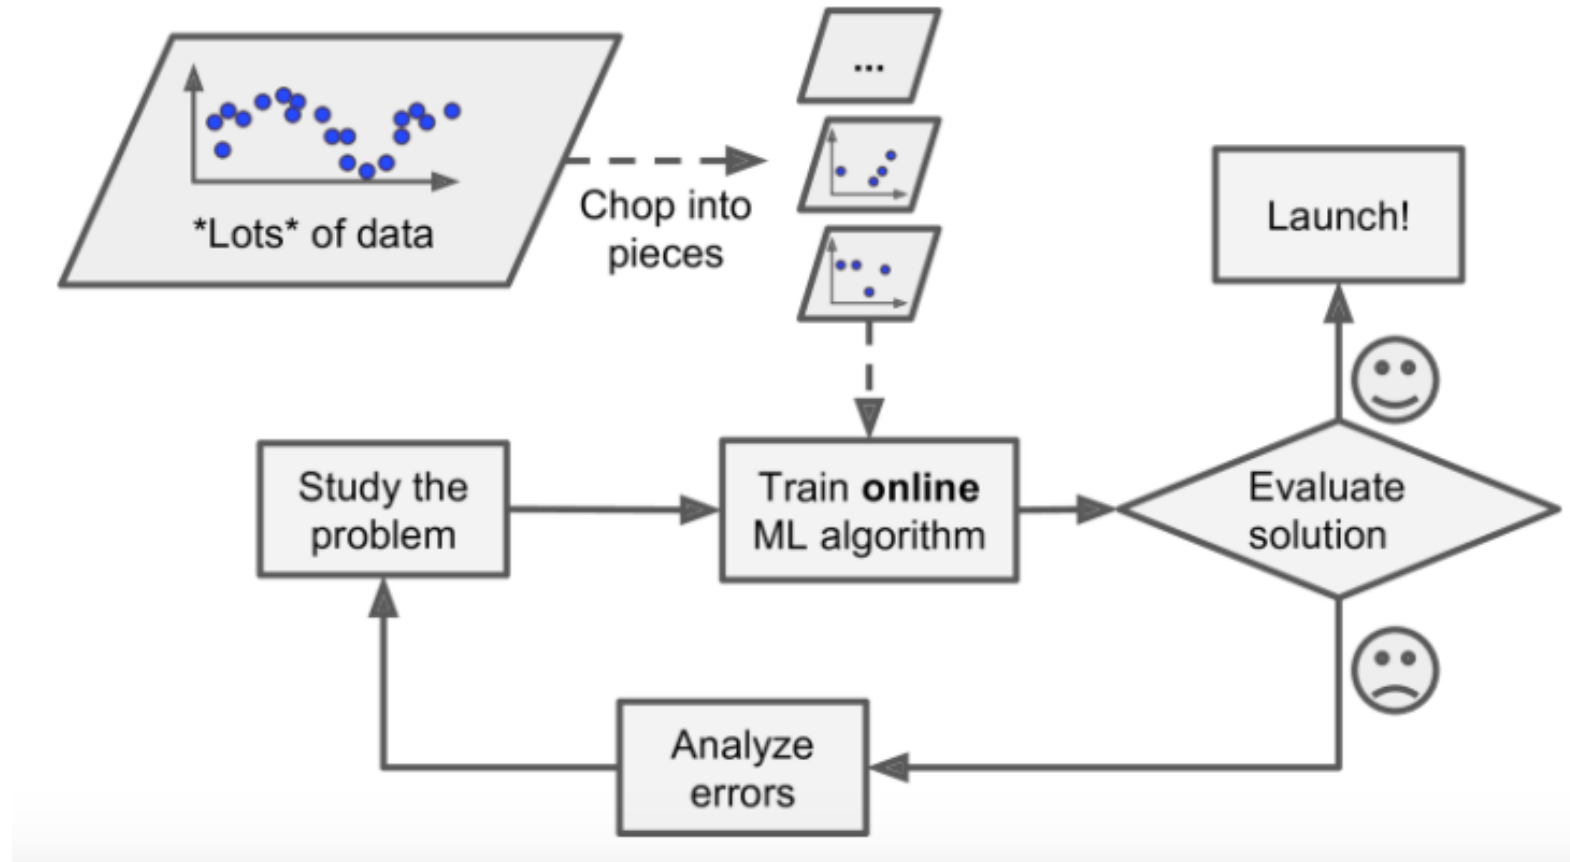 ...
*Lots* of data
Chop into
pieces
Launch!
Study the
problem
Train online
ML algorithm
Evaluate
solution
Analyze
errors